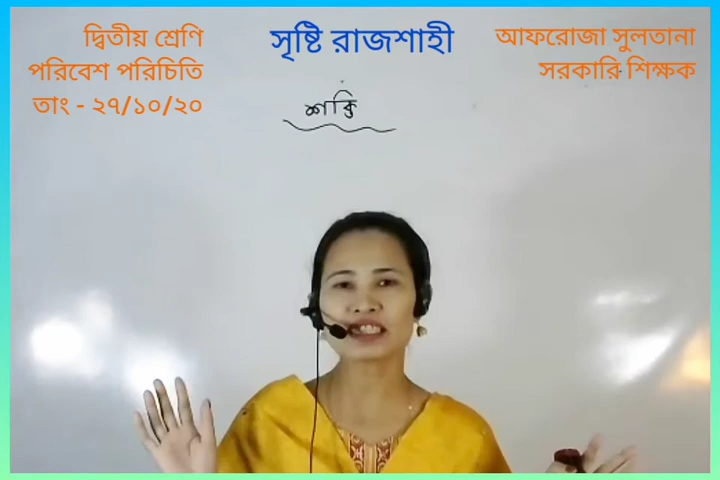 দ্বিতীয় শ্রেণি
পরিবেশ পরিচিতি
তাং - ২৭/১০/২০
সৃষ্টি রাজশাহী
আফরোজা সুলতানা
সরকারি শিক্ষক
শক্তি